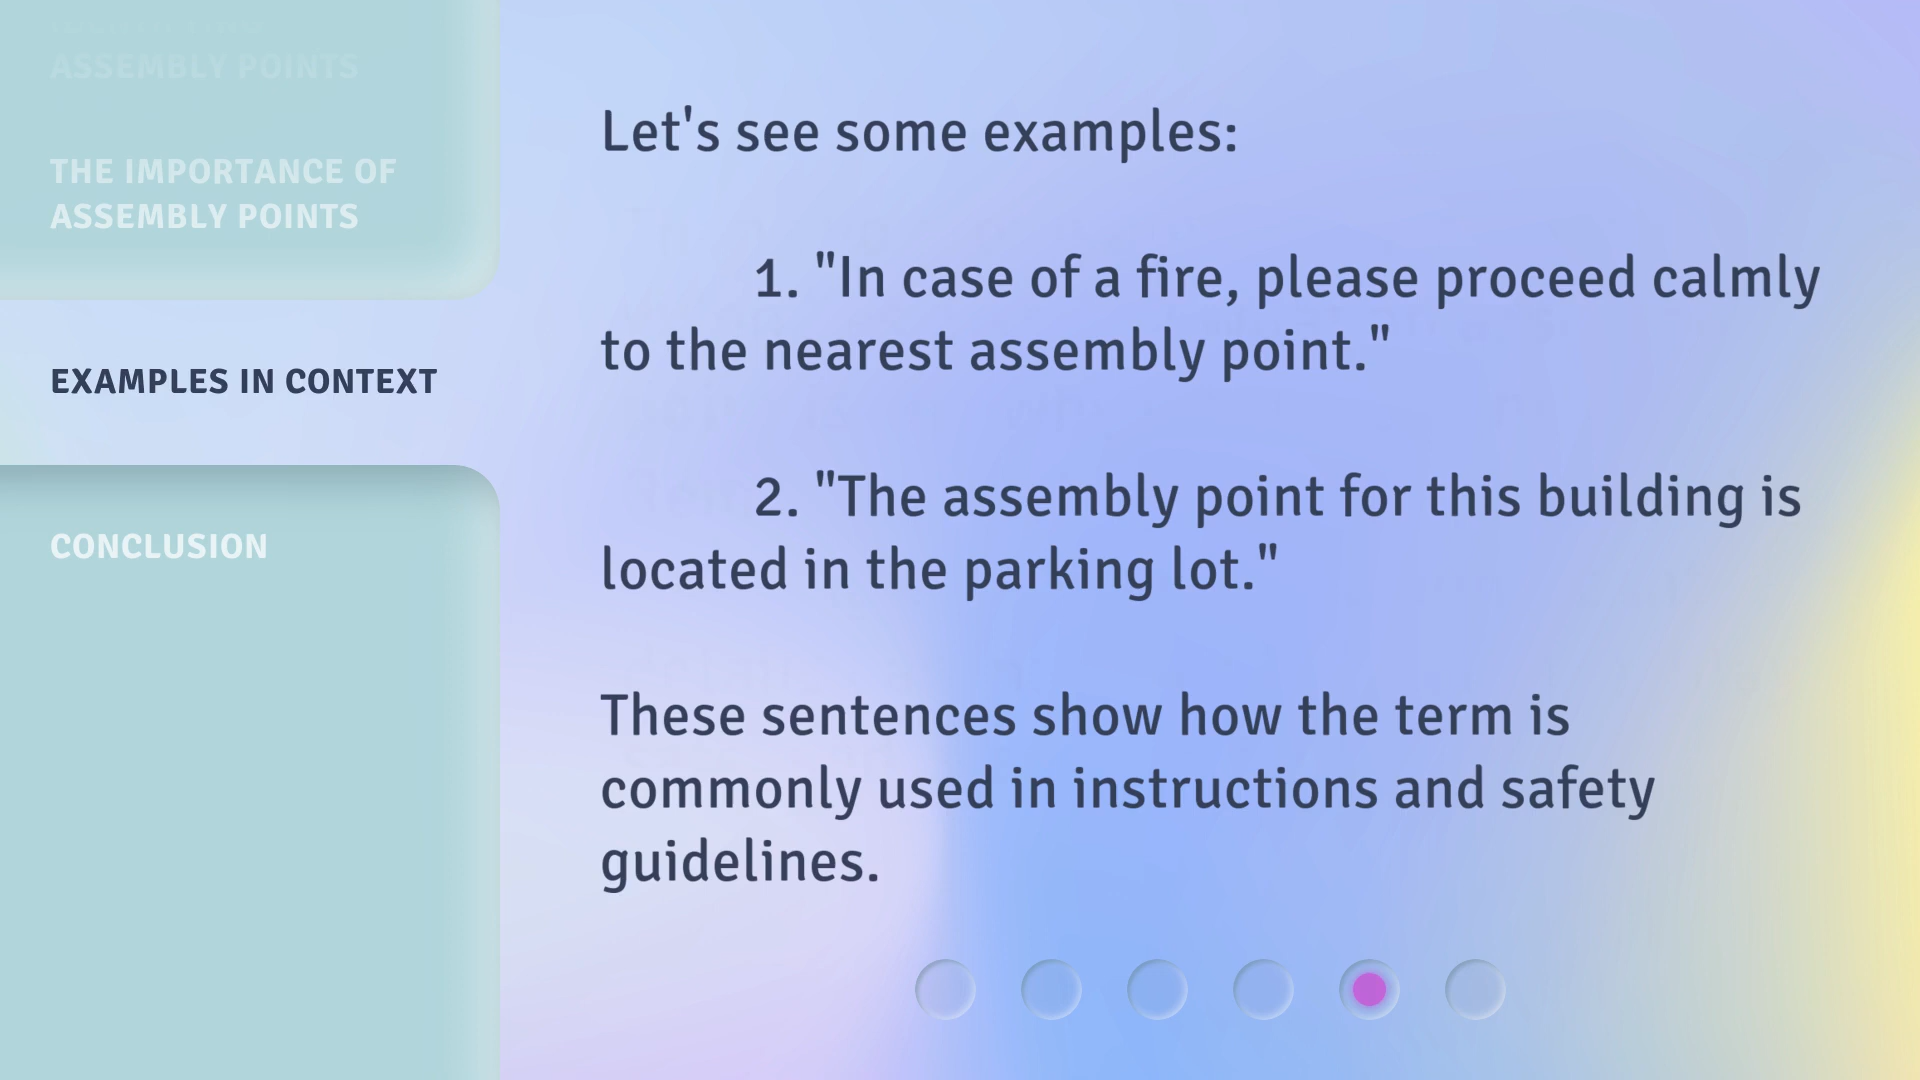 ASSEMBLY POINTS
THE IMPORTANCE OF
ASSEMBLY POINTS
EXAMPLES IN CONTEXT
CONCLUSION
Let's see some examples:
1. "In case of a fire, please proceed calmly
to the nearest assembly point."
2. "The assembly point for this building is
located in the parking lot."
These sentences show how the term is
commonly used in instructions and safety
guidelines.